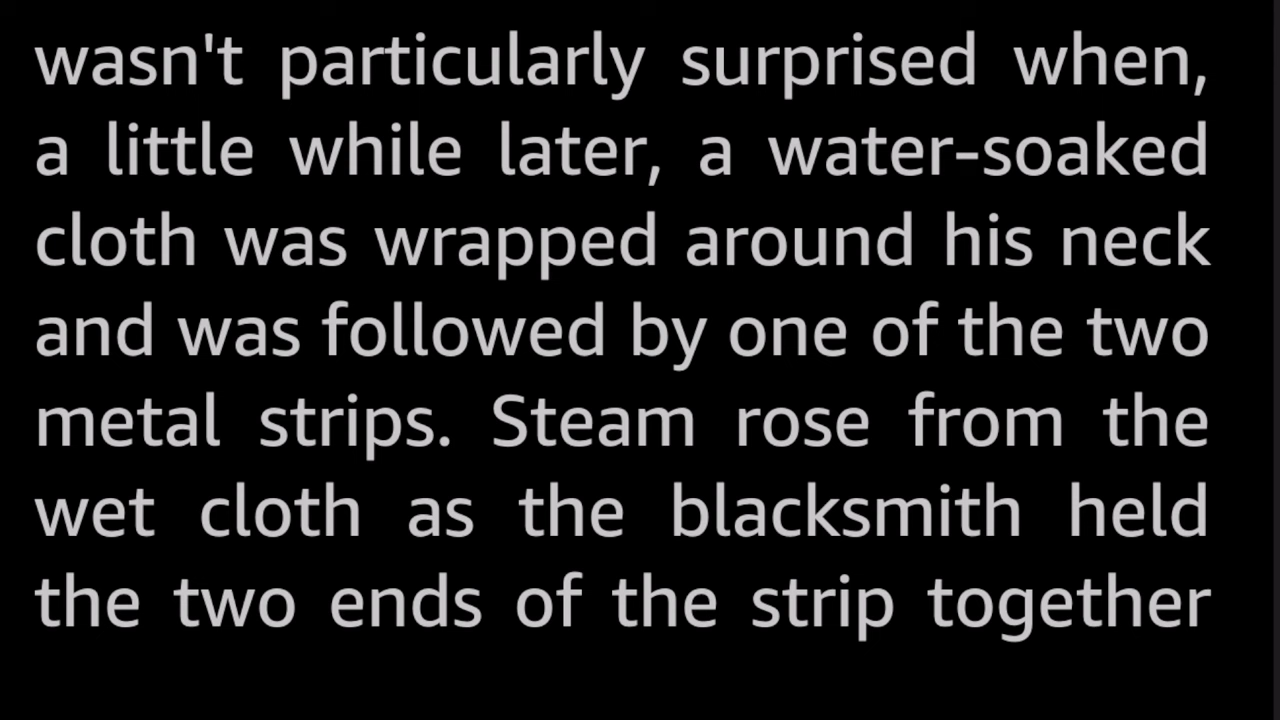 wasn't particularly surprised when,
a little while later, a water-soaked
cloth was wrapped around his neck
and was followed by one of the two
metal strips. Steam rose from the
wet cloth as the blacksmith held
the two ends of the strip together